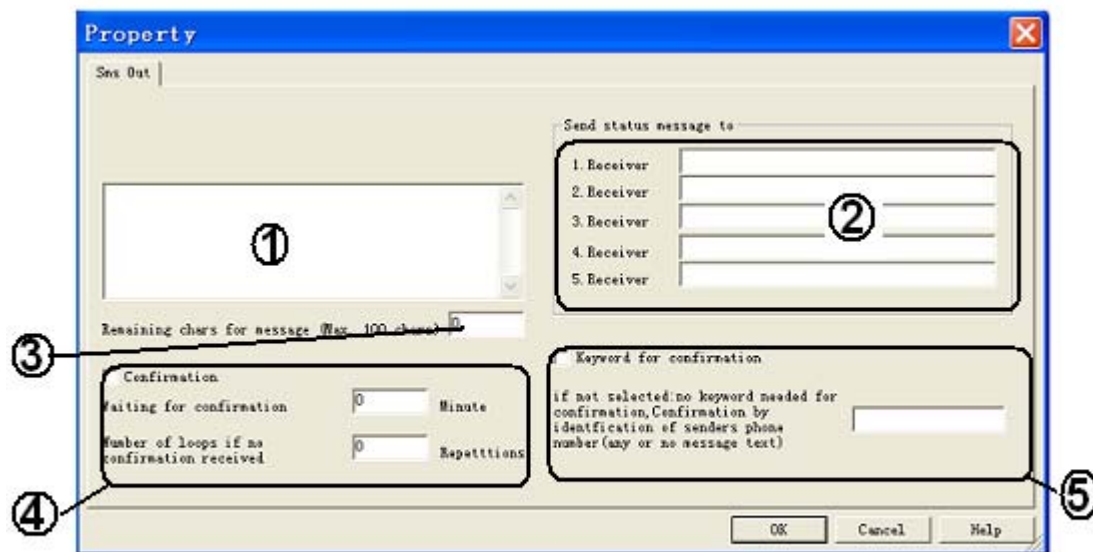 Property
Sms Out
Send status message to
1.Receiver
2.Receiver
3.Receiver
4.Receiver
5.Receiver
①
②
Remaining chars for message (Max. 100 chars) 0
③
Confirmation
Waiting for confirmation 0 Minute
Number of loops if no
confirmation received 0 Repetttions
④
Keyword for confirmation
if not selected:no keyword needed for
confirmation,Confirmation by
identfication of senders phone
number(any or no message text)
⑤
OK Cancel Help